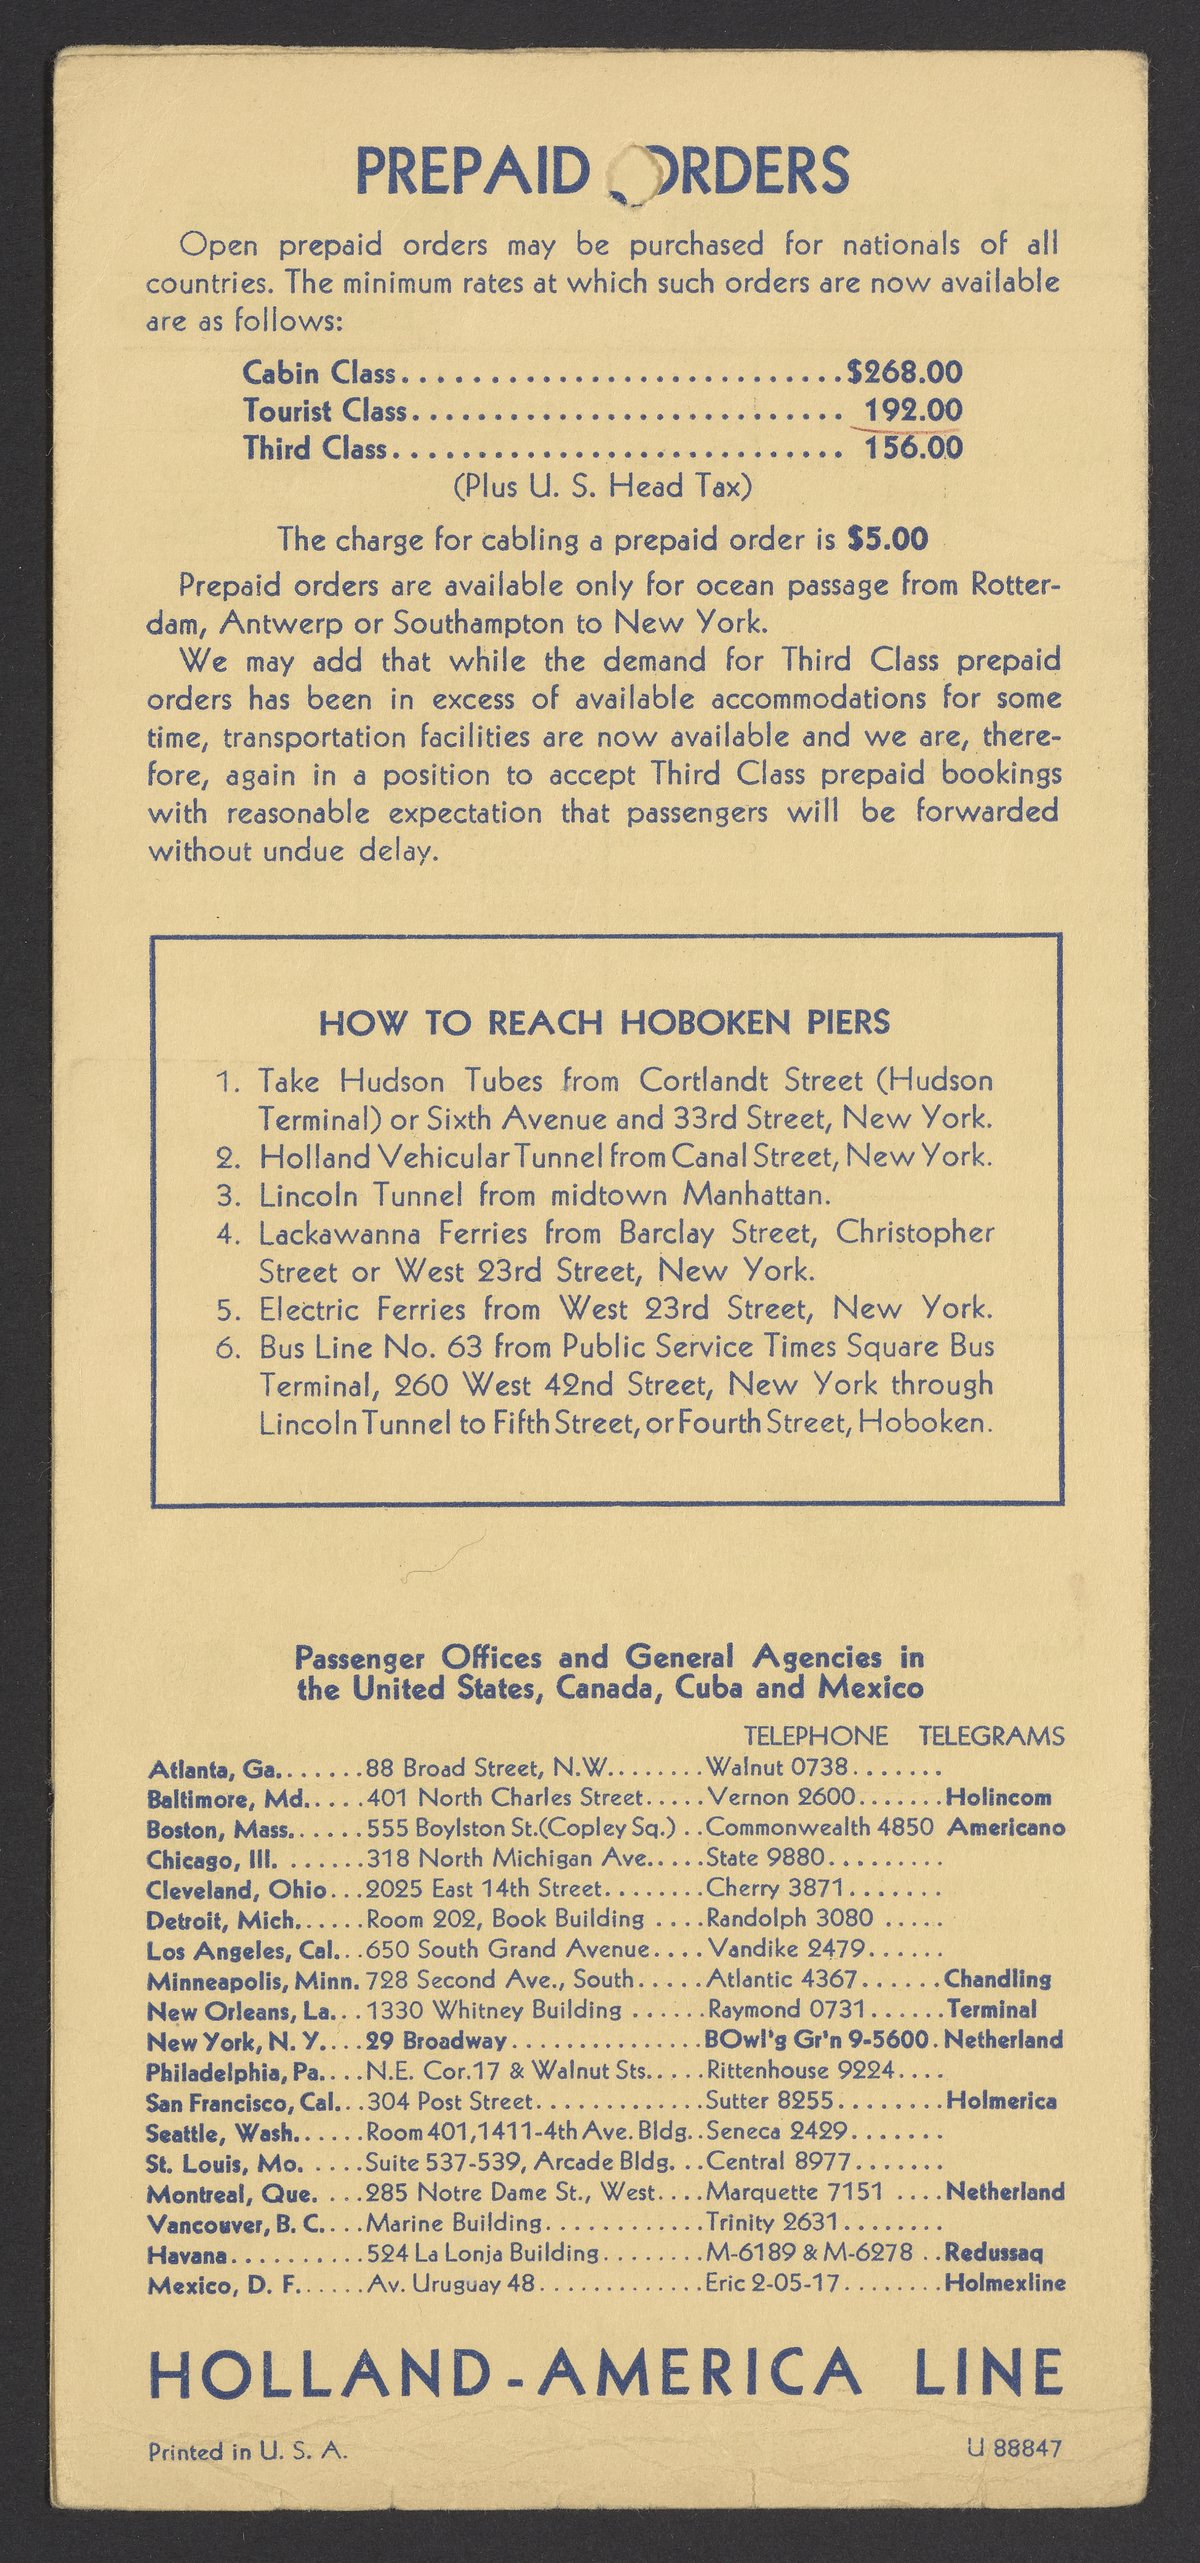 PREPAID ORDERS
Open prepaid orders may be purchased for nationals of all
countries. The minimum rates at which such orders are now available
are as follows:
Cabin Class...........................$268.00
Tourist Class.......................... 192.00
Third Class............................ 156.00
(Plus U. S. Head Tax)
The charge for cabling a prepaid order is $5.00
Prepaid orders are available only for ocean passage from Rotter-
dam, Antwerp or Southampton to New York.
We may add that while the demand for Third Class prepaid
orders has been in excess of available accommodations for some
time, transportation facilities are now available and we are, there-
fore, again in a position to accept Third Class prepaid bookings
with reasonable expectation that passengers will be forwarded
without undue delay.
HOW TO REACH HOBOKEN PIERS
1. Take Hudson Tubes from Cortlandt Street (Hudson
Terminal) or Sixth Avenue and 33rd Street, New York.
2. Holland Vehicular Tunnel from Canal Street, New York.
3. Lincoln Tunnel from midtown Manhattan.
4. Lackawanna Ferries from Barclay Street, Christopher
Street or West 23rd Street, New York.
5. Electric Ferries from West 23rd Street, New York.
6. Bus Line No. 63 from Public Service Times Square Bus
Terminal, 260 West 42nd Street, New York through
Lincoln Tunnel to Fifth Street, or Fourth Street, Hoboken.
Passenger Offices and General Agencies in
the United States, Canada, Cuba and Mexico
TELEPHONE TELEGRAMS
Atlanta, Ga.......88 Broad Street, N.W........Walnut 0738.......
Baltimore, Md.....401 North Charles Street.....Vernon 2600.......Holincom
Boston, Mass.......555 Boylston St.(Copley Sq.) ..Commonwealth 4850 Americano
Chicago, Ill. ......318 North Michigan Ave.....State 9880.........
Cleveland, Ohio...2025 East 14th Street........Cherry 3871.......
Detroit, Mich......Room 202, Book Building ....Randolph 3080 .....
Los Angeles, Cal...650 South Grand Avenue....Vandike 2479......
Minneapolis, Minn. 728 Second Ave., South.....Atlantic 4367......Chandling
New Orleans, La...1330 Whitney Building ......Raymond 0731......Terminal
New York, N. Y....29 Broadway...............BOwl'g Gr'n 9-5600.Netherland
Philadelphia, Pa....N.E. Cor.17 & Walnut Sts.....Rittenhouse 9224....
San Francisco, Cal...304 Post Street.............Sutter 8255........Holmerica
Seattle, Wash......Room 401,1411-4th Ave. Bldg..Seneca 2429.......
St. Louis, Mo. ....Suite 537-539, Arcade Bldg. ..Central 8977.......
Montreal, Que. ...285 Notre Dame St., West....Marquette 7151 ....Netherland
Vancouver, B. C....Marine Building............Trinity 2631........
Havana..........524 La Lonja Building........M-6189 & M-6278 ..Redussaq
Mexico, D. F......Av. Uruguay 48.............Eric 2-05-17........Holmexline
HOLLAND-AMERICA LINE
Printed in U. S. A. U 88847